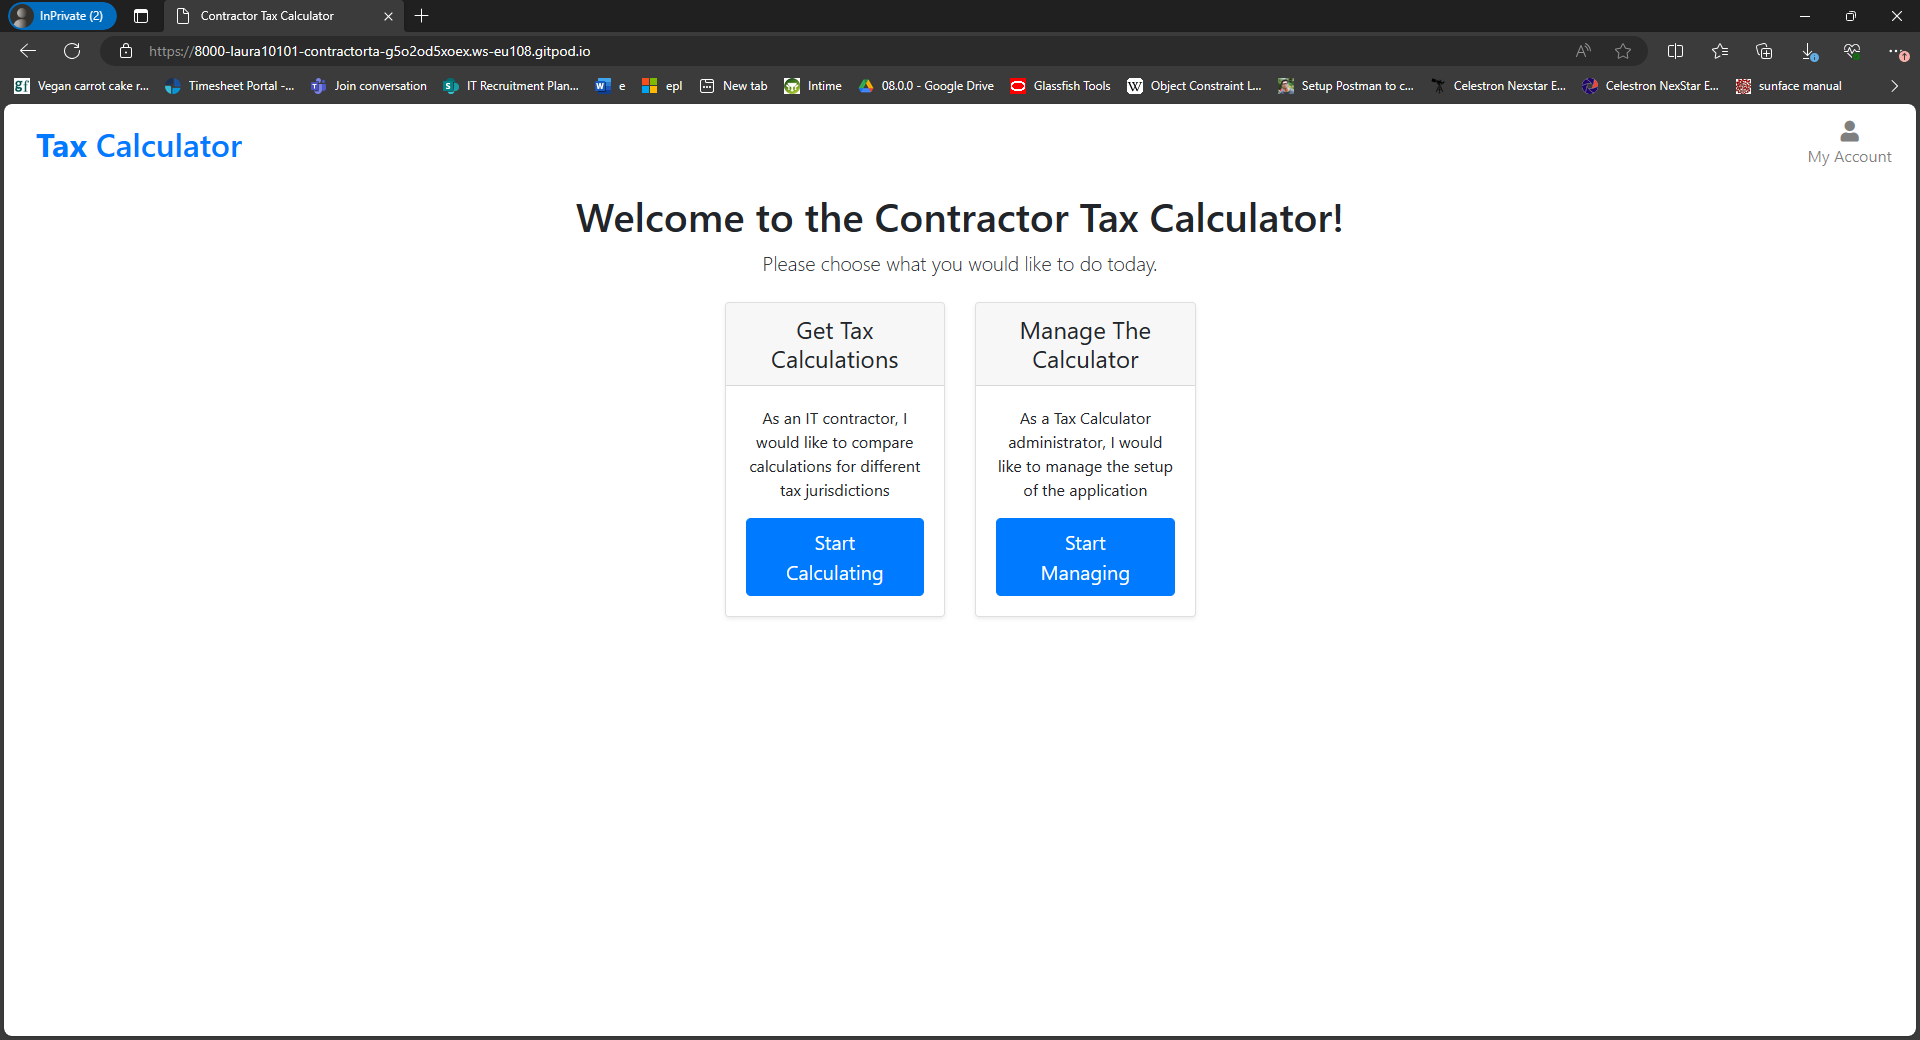 InPrivate (2)
Contractor Tax Calculator
https://8000-laura10101-contractorta-g5o2od5xoex.ws-eu108.gitpod.io
Vegan carrot cake r... Timesheet Portal -... Join conversation IT Recruitment Plan... e epl New tab Intime 08.0.0 - Google Drive Glassfish Tools Object Constraint L... Setup Postman to c... Celestron Nexstar E... Celestron NexStar E... sunface manual
Tax Calculator
My Account
Welcome to the Contractor Tax Calculator!
Please choose what you would like to do today.
Get Tax
Calculations
As an IT contractor, I
would like to compare
calculations for different
tax jurisdictions
Start
Calculating
Manage The
Calculator
As a Tax Calculator
administrator, I would
like to manage the setup
of the application
Start
Managing